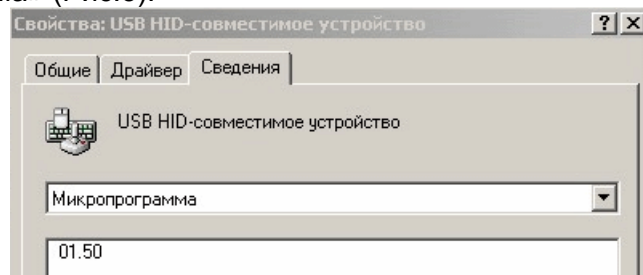 Свойства: USB HID-совместимое устройство
Общие Драйвер Сведения
USB HID-совместимое устройство
Микропрограмма
01.50